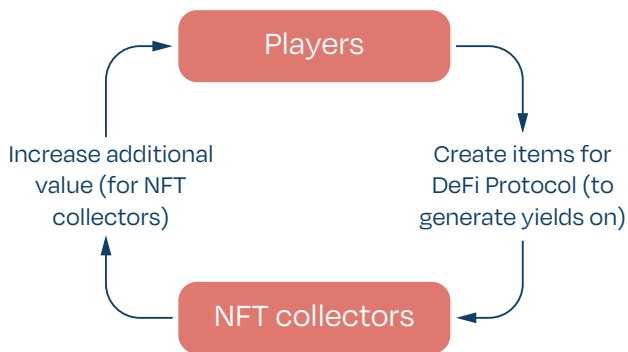 Players
Increase additional
value (for NFT
collectors)
Create items for
DeFi Protocol (to
generate yields on)
NFT collectors